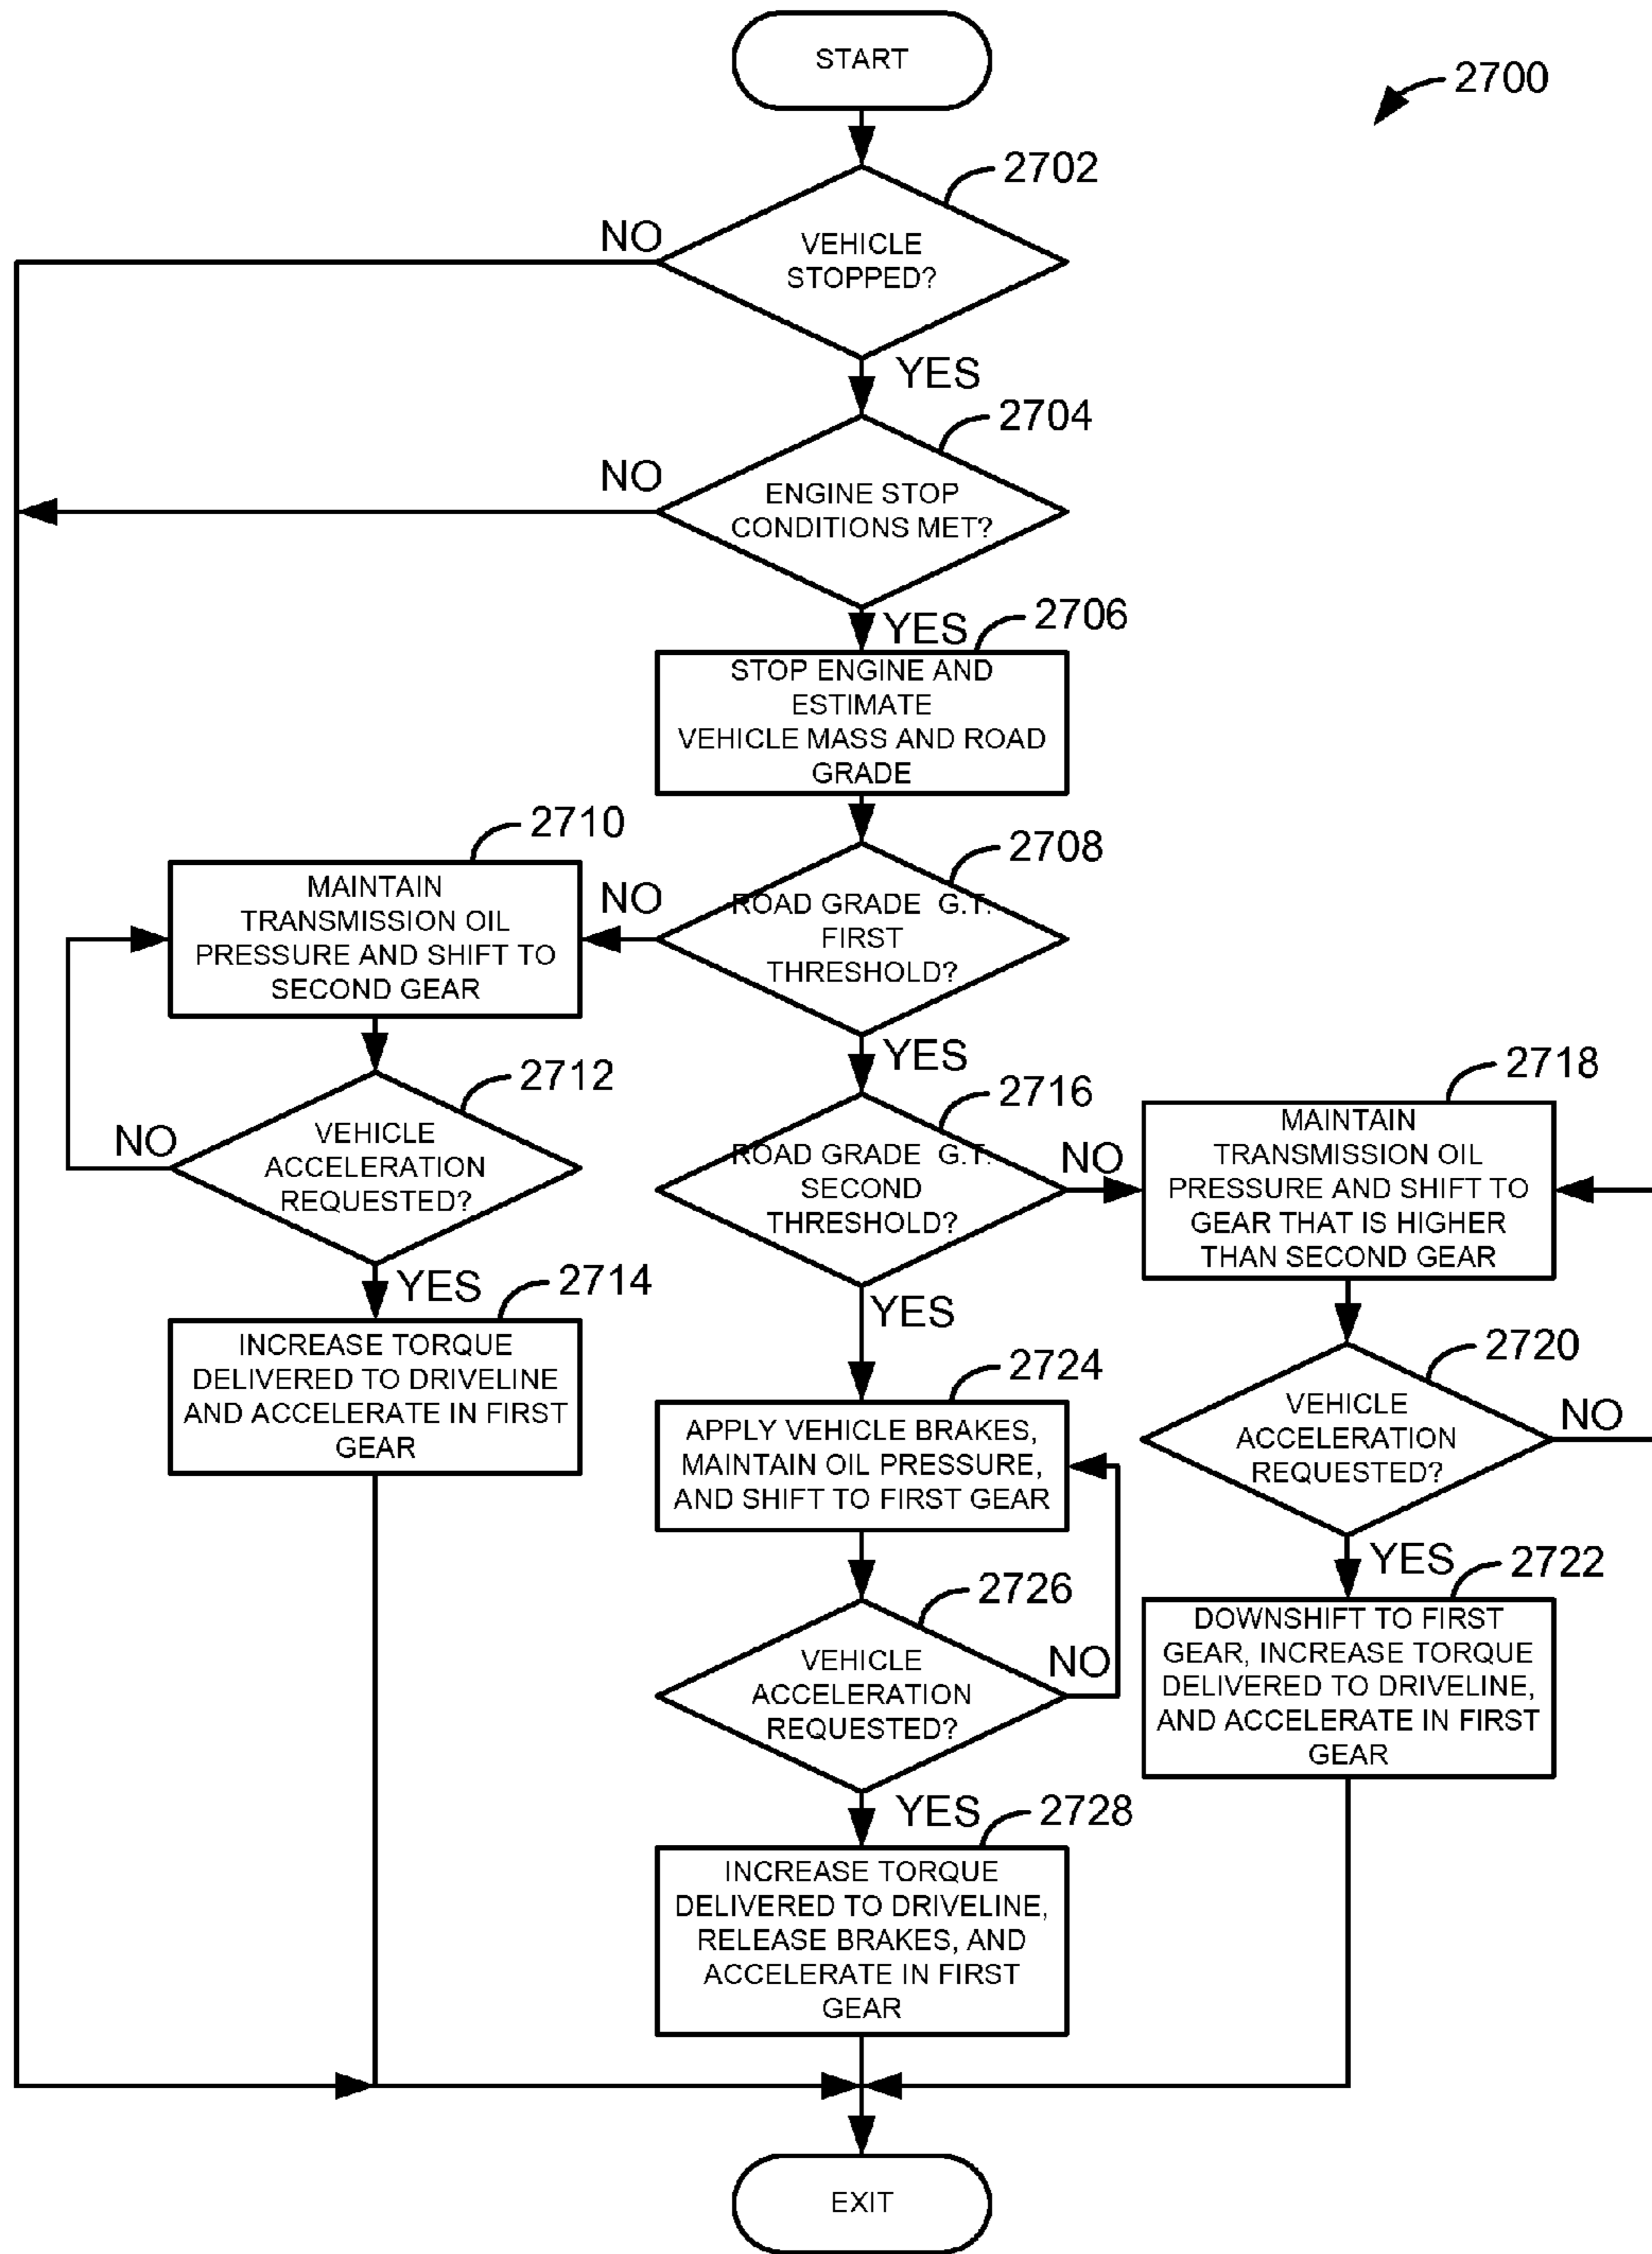 START
2700
2702
VEHICLE
STOPPED?
NO
YES
2704
ENGINE STOP
CONDITIONS MET?
NO
YES
2706
STOP ENGINE AND
ESTIMATE
VEHICLE MASS AND ROAD
GRADE
2708
ROAD GRADE G.T.
FIRST
THRESHOLD?
NO
YES
2710
MAINTAIN
TRANSMISSION OIL
PRESSURE AND SHIFT TO
SECOND GEAR
2712
VEHICLE
ACCELERATION
REQUESTED?
NO
YES
2714
INCREASE TORQUE
DELIVERED TO DRIVELINE
AND ACCELERATE IN FIRST
GEAR
2716
ROAD GRADE G.T.
SECOND
THRESHOLD?
NO
YES
2718
MAINTAIN
TRANSMISSION OIL
PRESSURE AND SHIFT TO
GEAR THAT IS HIGHER
THAN SECOND GEAR
2720
VEHICLE
ACCELERATION
REQUESTED?
NO
YES
2722
DOWNSHIFT TO FIRST
GEAR, INCREASE TORQUE
DELIVERED TO DRIVELINE,
AND ACCELERATE IN FIRST
GEAR
2724
APPLY VEHICLE BRAKES,
MAINTAIN OIL PRESSURE,
AND SHIFT TO FIRST GEAR
2726
VEHICLE
ACCELERATION
REQUESTED?
NO
YES
2728
INCREASE TORQUE
DELIVERED TO DRIVELINE,
RELEASE BRAKES, AND
ACCELERATE IN FIRST
GEAR
EXIT